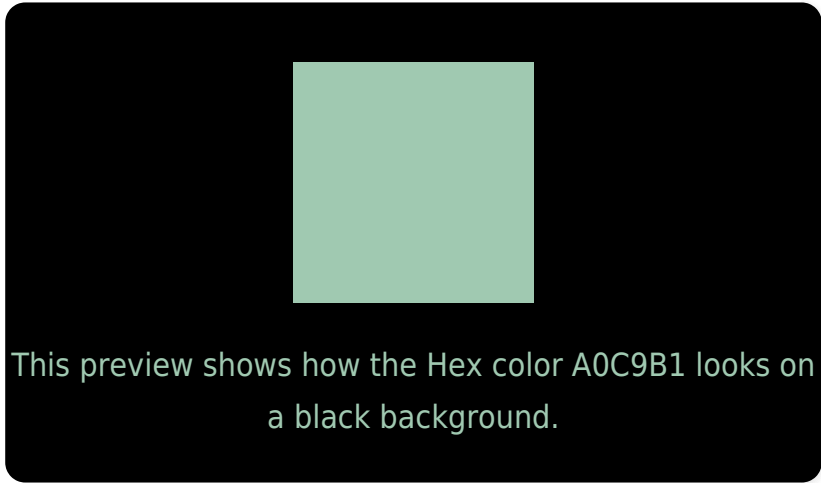 This preview shows how the Hex color A0C9B1 looks on
a black background.